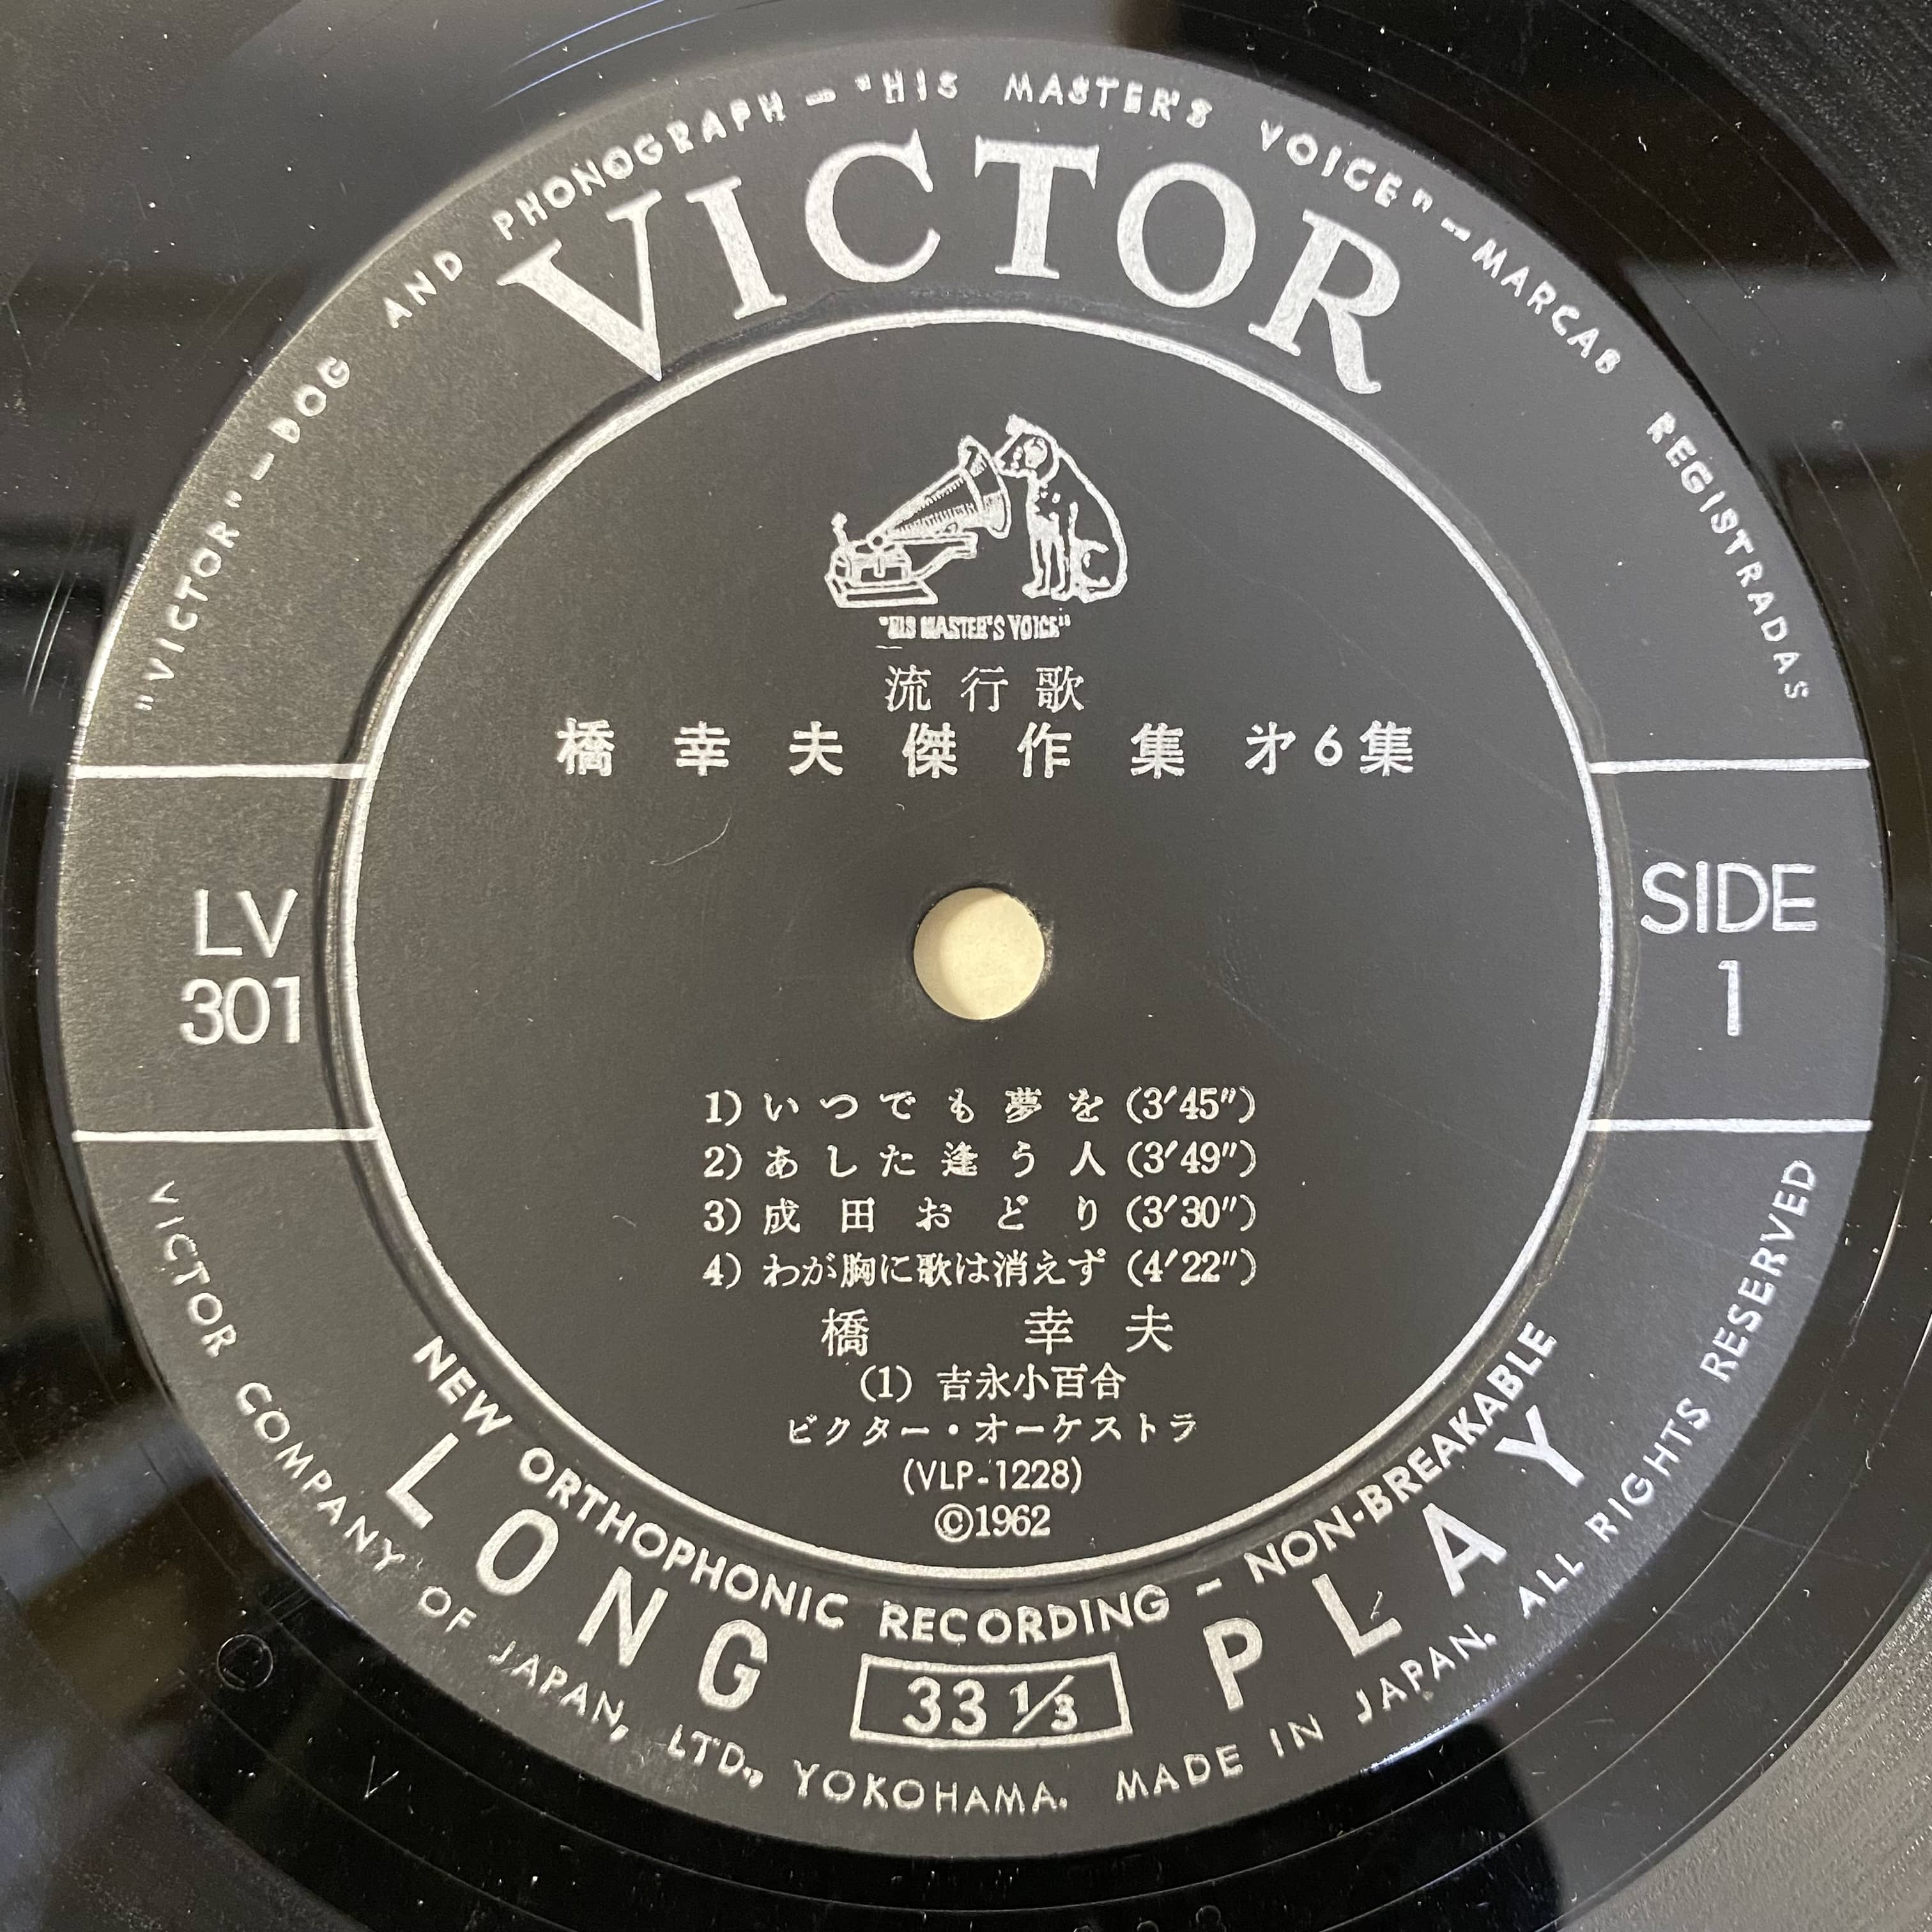 "VICTOR" – DOG AND PHONOGRAPH – "HIS MASTER'S VOICE" – MARCAS REGISTRADAS
VICTOR
"HIS MASTER'S VOICE"
流行歌
橋幸夫傑作集 才6集
LV
301
SIDE
1
1) いつでも夢を (3′45″)
2) あした逢う人 (3′49″)
3) 成田おどり (3′30″)
4) わが胸に歌は消えず (4′22″)
橋 幸夫
(1) 吉永小百合
ビクター・オーケストラ
(VLP-1228)
©1962
NEW ORTHOPHONIC RECORDING – NON-BREAKABLE
LONG PLAY
33 1/3
VICTOR COMPANY OF JAPAN, LTD., YOKOHAMA. MADE IN JAPAN. ALL RIGHTS RESERVED